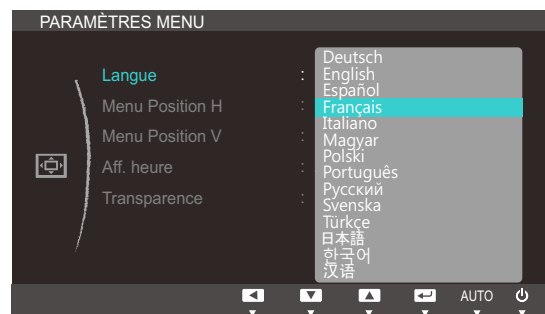 PARAMÈTRES MENU
Langue :
Deutsch
English
Español
Français
Italiano
Magyar
Polski
Português
Русский
Svenska
Türkçe
日本語
한국어
汉语
Menu Position H :
Menu Position V :
Aff. heure :
Transparence :
AUTO